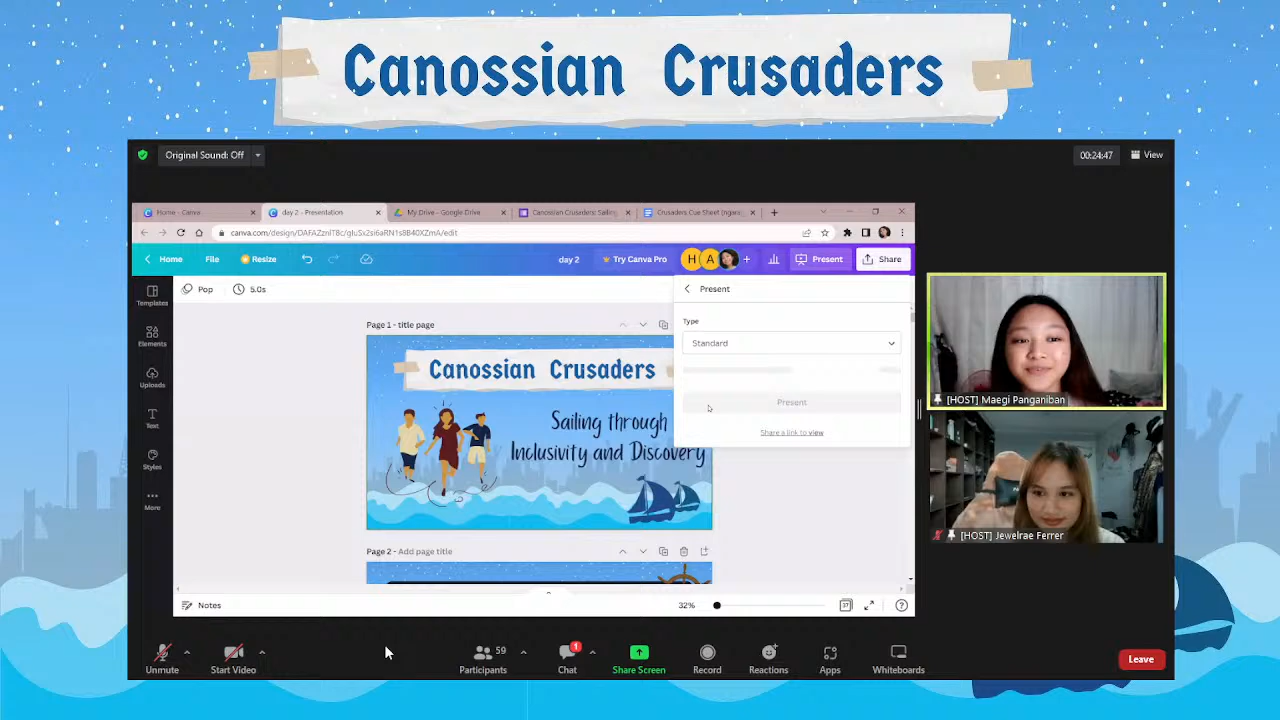 Canossian Crusaders
Original Sound: Off
00:24:47
View
Home - Canva
day 2 - Presentation
My Drive - Google Drive
Canossian Crusaders: Sailing
Crusaders Cue Sheet (ngani
canva.com/design/DAFAZznlT8c/gluSx2si6aRN1s8B40XZmA/edit
Home
File
Resize
day 2
Try Canva Pro
H
A
Present
Share
Templates
Elements
Uploads
Text
Styles
More
Pop
5.0s
Page 1 - title page
Canossian Crusaders
Sailing through
Inclusivity and Discovery
Present
Type
Standard
Present
Share a link to view
Page 2 - Add page title
Notes
32%
37
[HOST] Maegi Panganiban
[HOST] Jewelrae Ferrer
Unmute
Start Video
Participants
59
Chat
1
Share Screen
Record
Reactions
Apps
Whiteboards
Leave